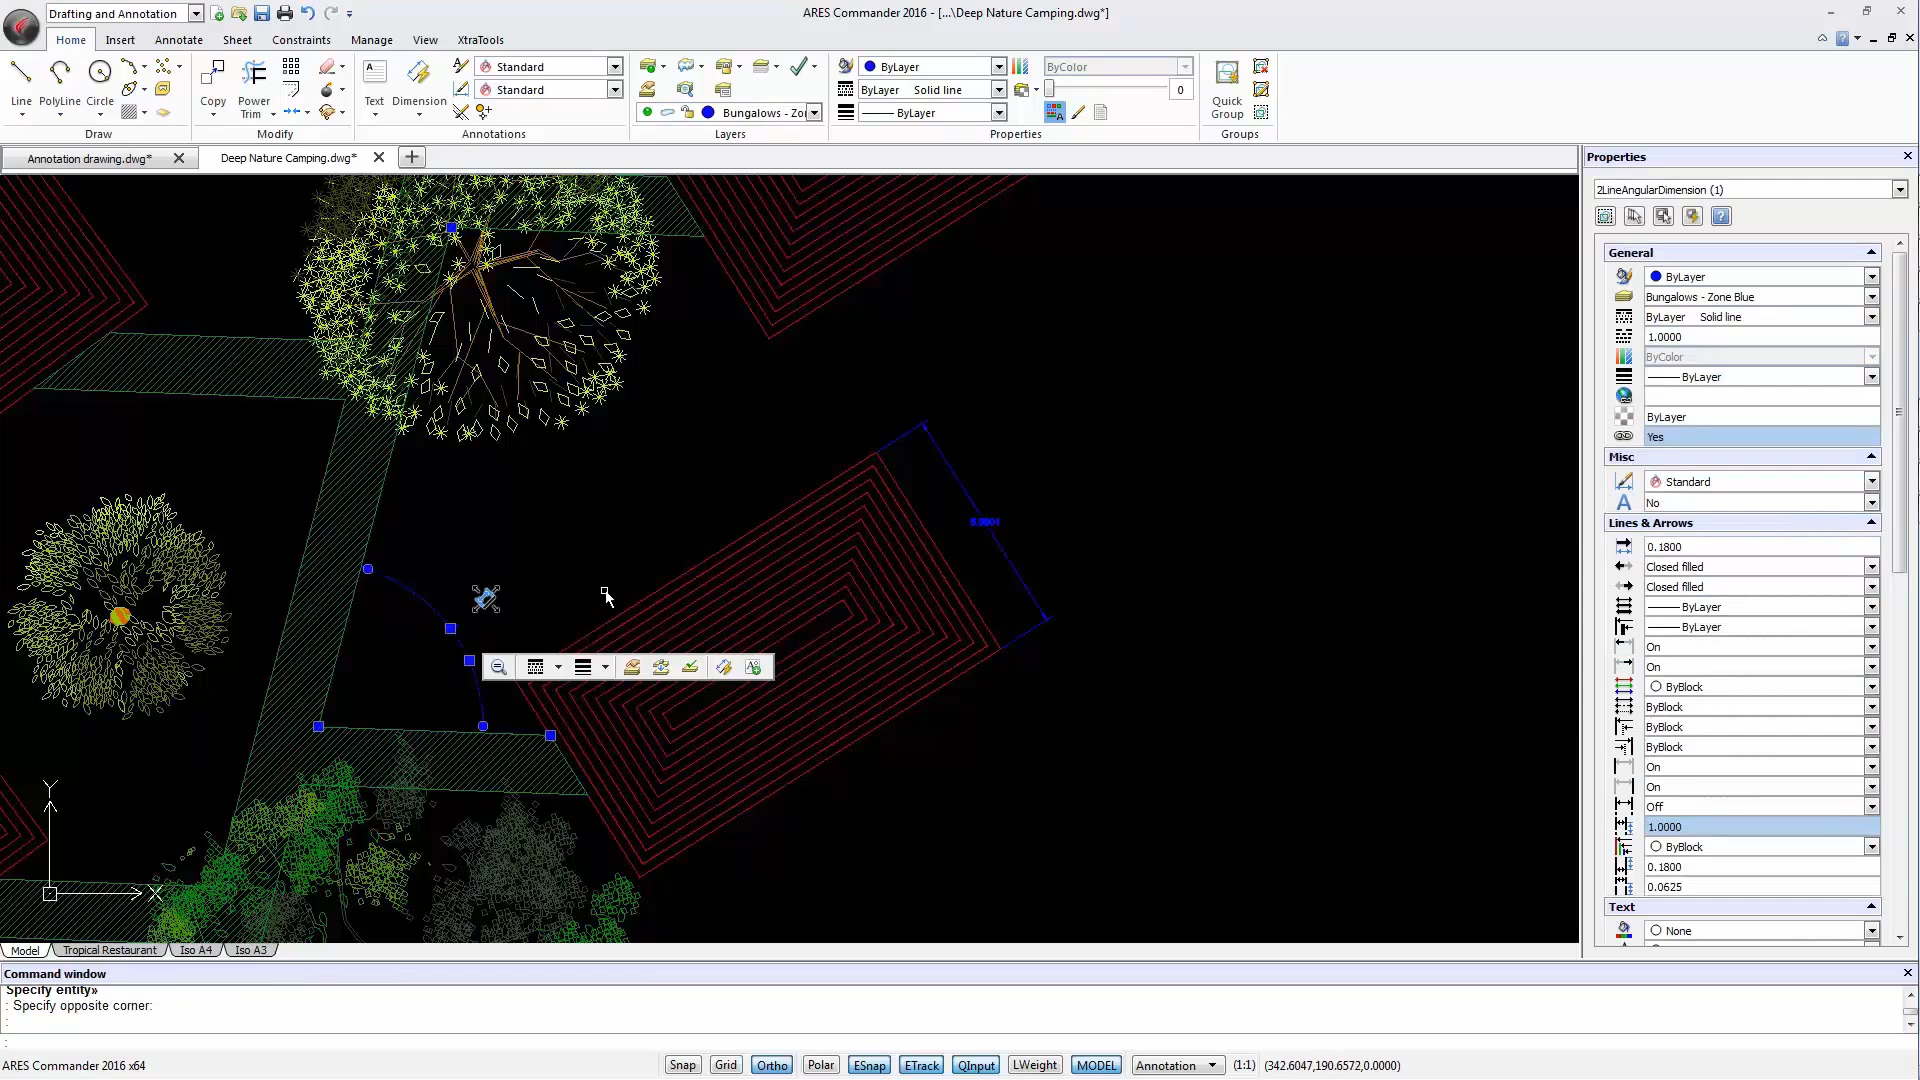 Drafting and Annotation
ARES Commander 2016 - [...\Deep Nature Camping.dwg*]
Home Insert Annotate Sheet Constraints Manage View XtraTools
Standard
ByLayer
ByColor
Standard
ByLayer Solid line
0
Line PolyLine Circle Copy Power Trim Text Dimension
Bungalows - Zo
ByLayer
Quick Group
Draw Modify Annotations Layers Properties Groups
Annotation drawing.dwg* Deep Nature Camping.dwg*
Properties
2LineAngularDimension (1)
General
ByLayer
Bungalows - Zone Blue
ByLayer Solid line
1.0000
ByColor
ByLayer
ByLayer
Yes
Misc
Standard
No
Lines & Arrows
0.1800
Closed filled
Closed filled
ByLayer
ByLayer
On
On
ByBlock
ByBlock
ByBlock
ByBlock
On
On
Off
1.0000
ByBlock
0.1800
0.0625
Text
None
Y
X
Model Tropical Restaurant Iso A4 Iso A3
Command window
Specify entity»
: Specify opposite corner:
:
:
ARES Commander 2016 x64
Snap Grid Ortho Polar ESnap ETrack QInput LWeight MODEL Annotation (1:1) (342.6047,190.6572,0.0000)